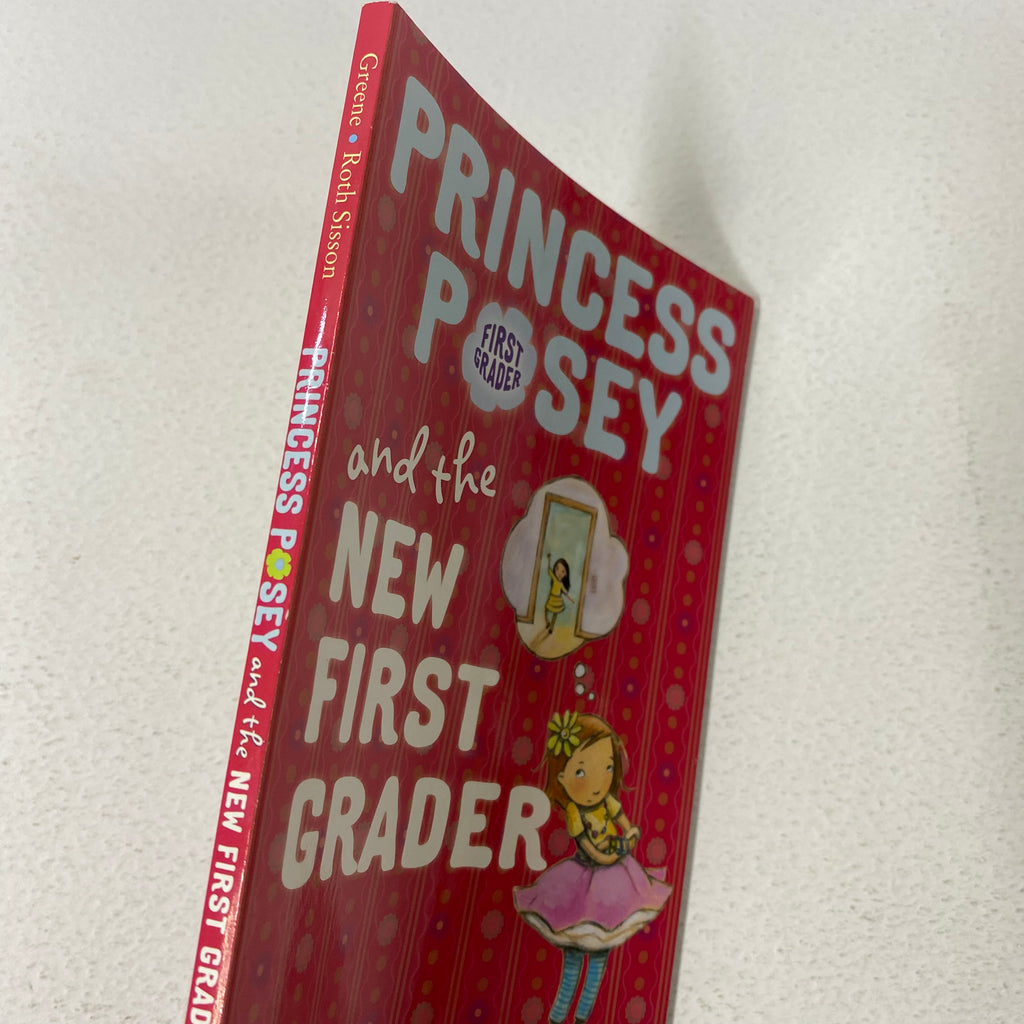 Greene • Roth Sisson
PRINCESS POSEY and the NEW FIRST GRAD
PRINCESS
POSEY
FIRST
GRADER
and the
NEW
FIRST
GRADER